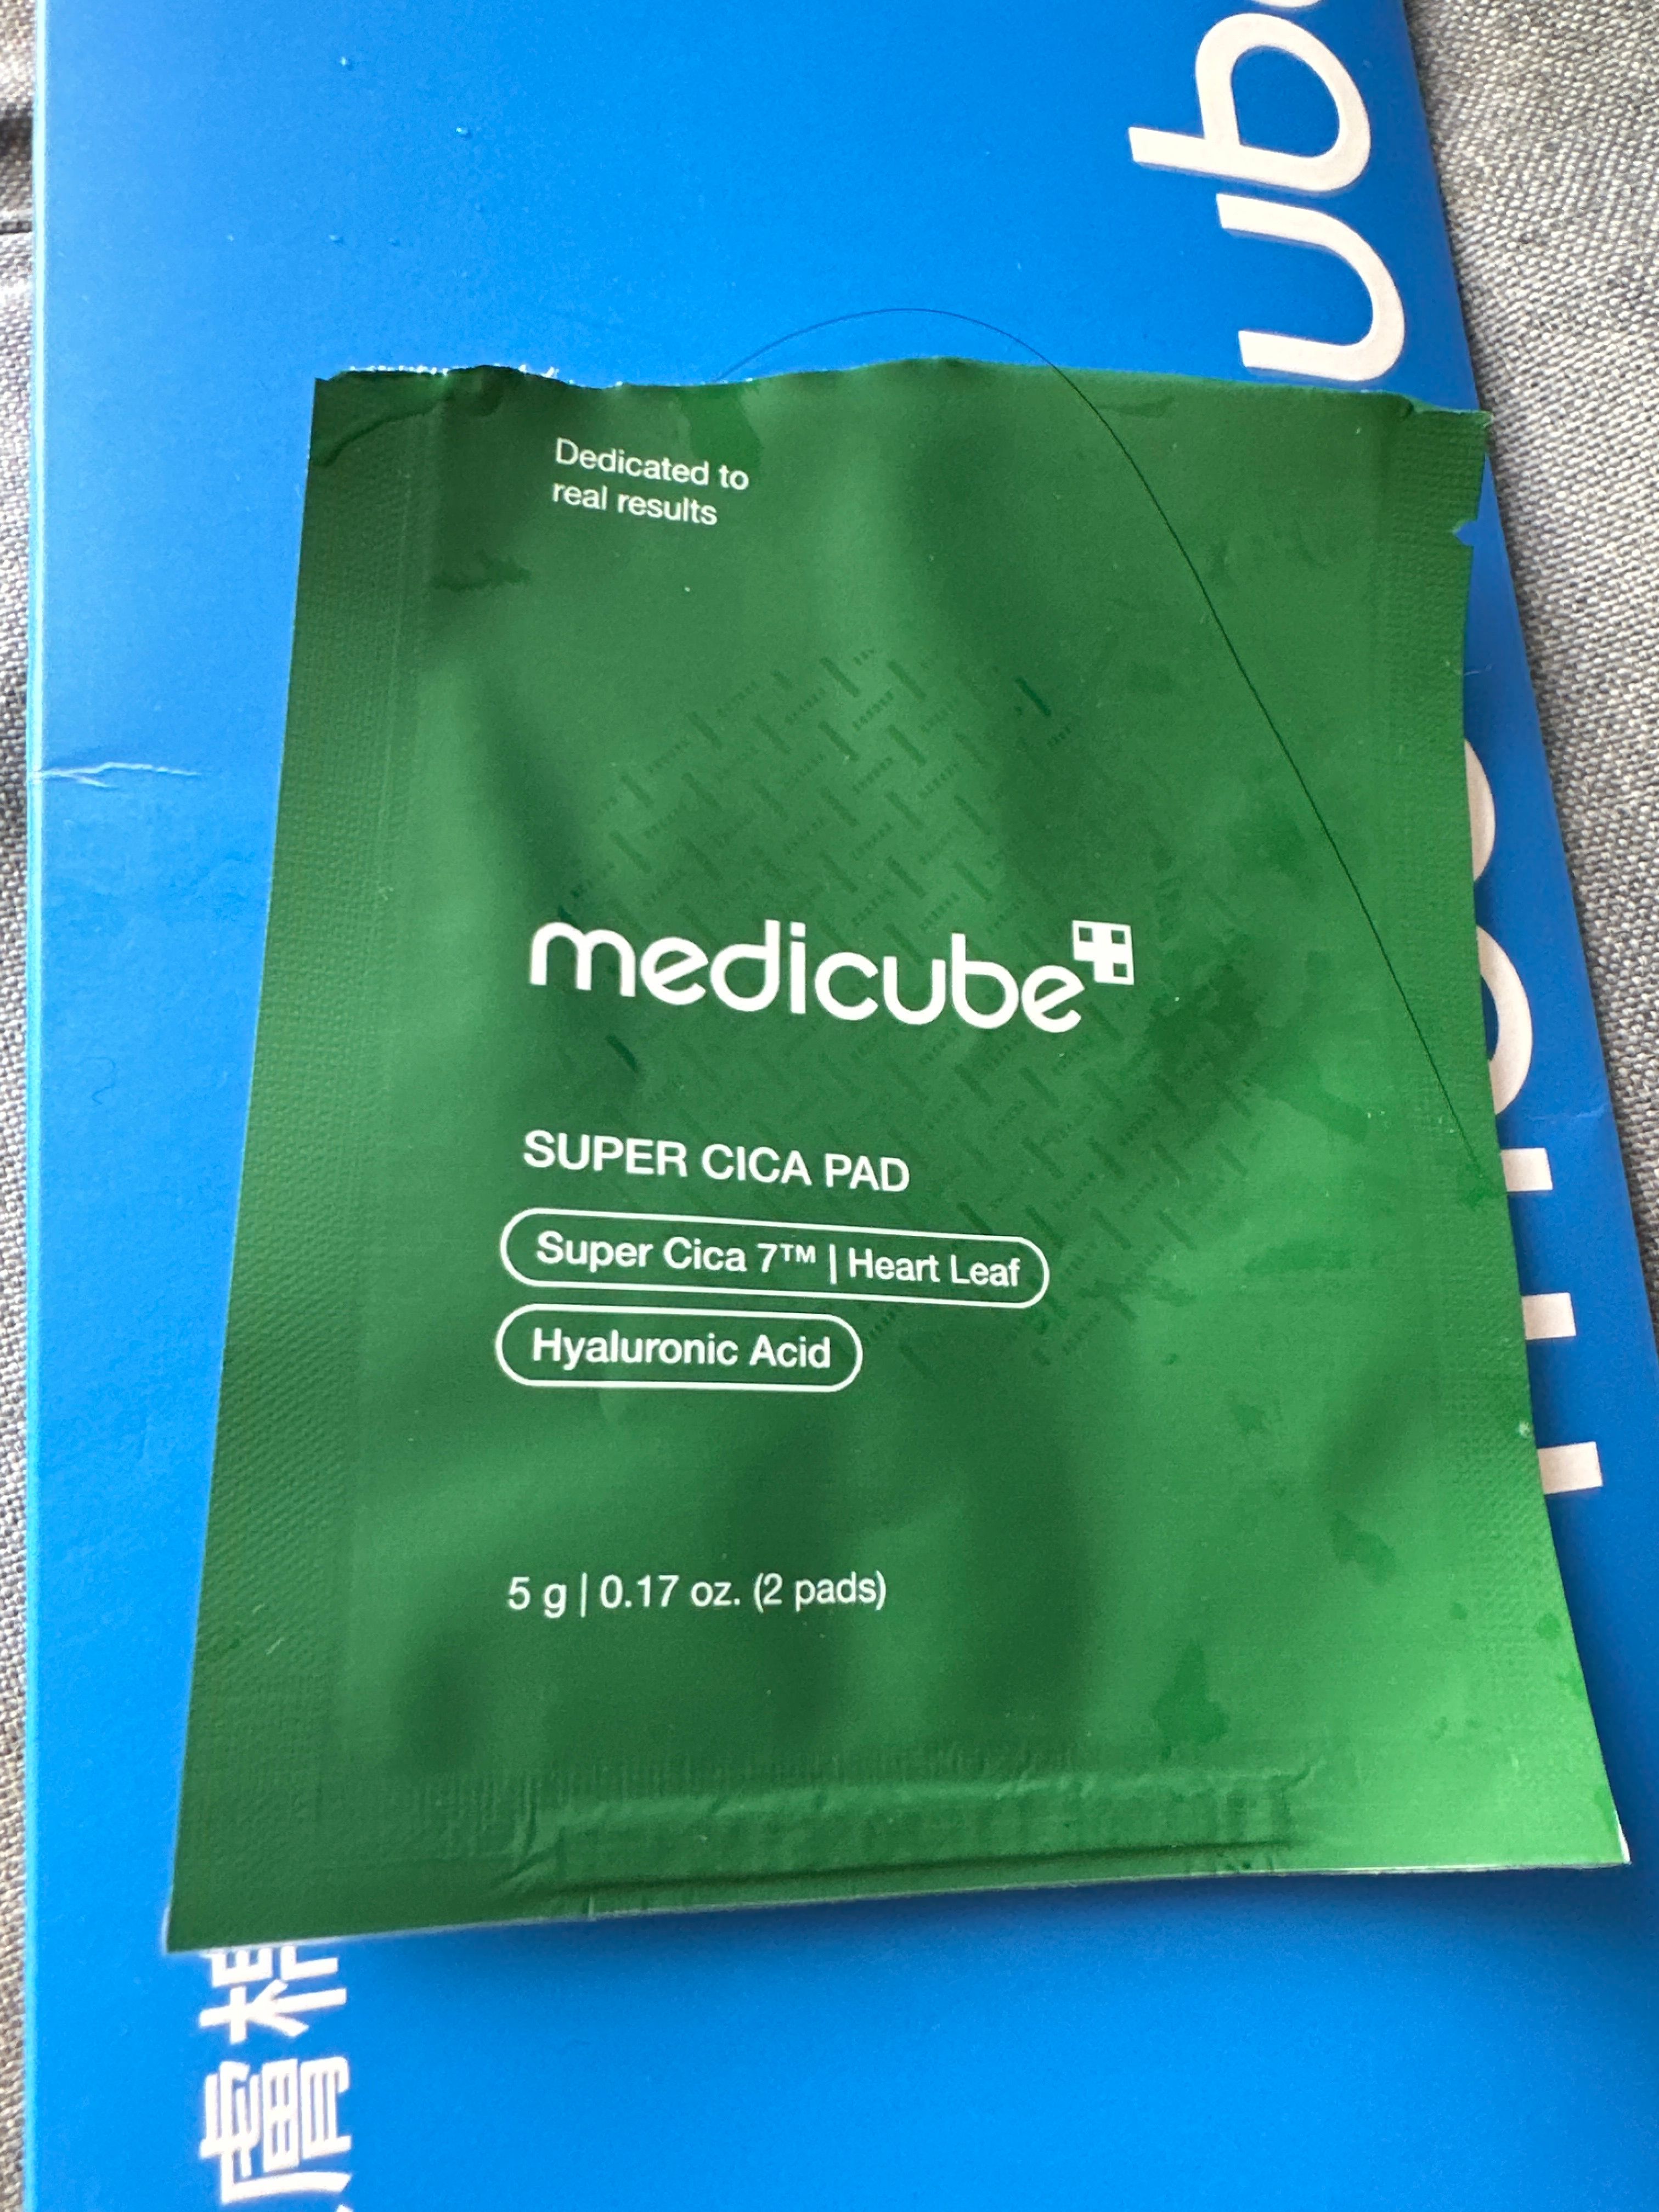 Dedicated to
real results
medicube
SUPER CICA PAD
Super Cica 7™ | Heart Leaf
Hyaluronic Acid
5 g | 0.17 oz. (2 pads)
膚